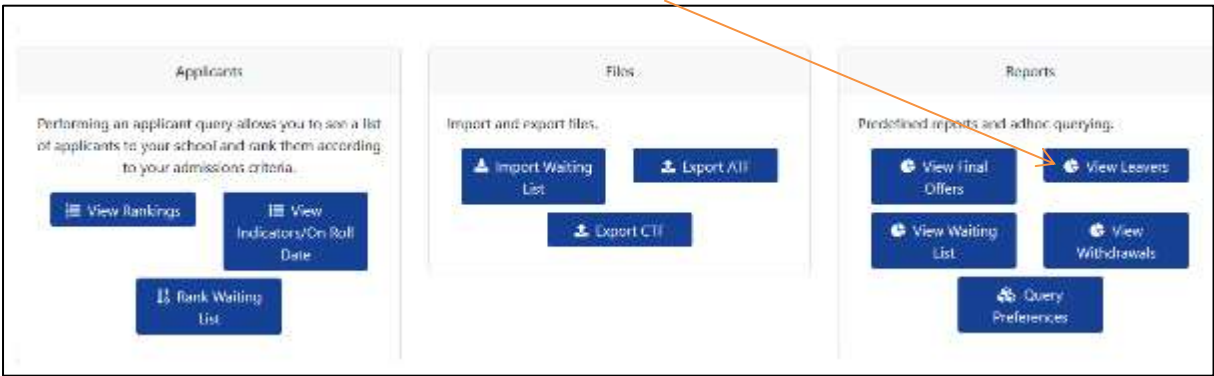 Applicants
Performing an applicant query allows you to see a list
of applicants to your school and rank them according
to your admissions criteria.
View Rankings
View
Indicators/On Roll
Date
Rank Waiting
List
Files
Import and export files.
Import Waiting
List
Export ATF
Export CTF
Reports
Predefined reports and adhoc querying.
View Final
Offers
View Leavers
View Waiting
List
View
Withdrawals
Query
Preferences